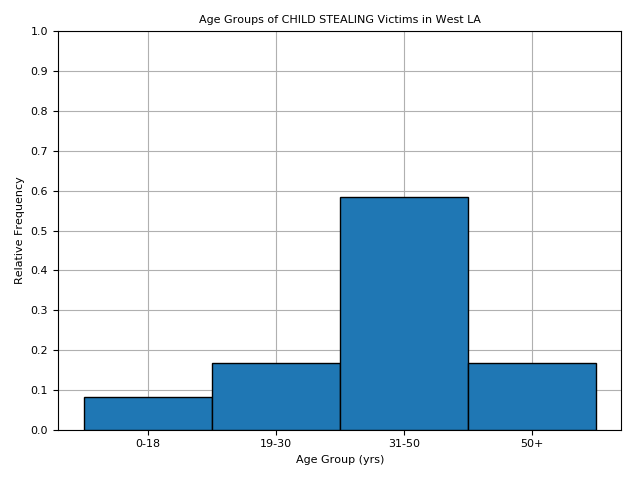 Age Groups of CHILD STEALING Victims in West LA
1.0
0.9
0.8
0.7
0.6
0.5
0.4
0.3
0.2
0.1
0.0
Relative Frequency
0-18 19-30 31-50 50+
Age Group (yrs)